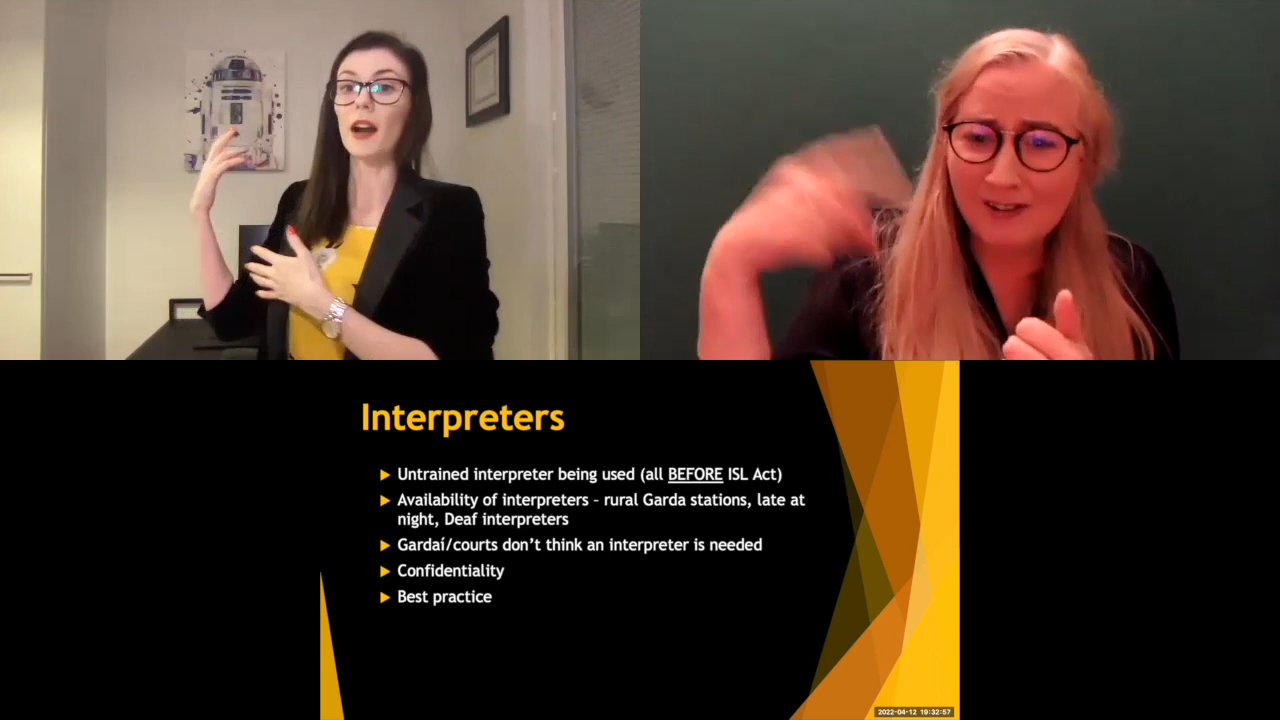 Interpreters
Untrained interpreter being used (all BEFORE ISL Act)
Availability of interpreters – rural Garda stations, late at
night, Deaf interpreters
Gardaí/courts don't think an interpreter is needed
Confidentiality
Best practice
2022-04-12 19:32:57